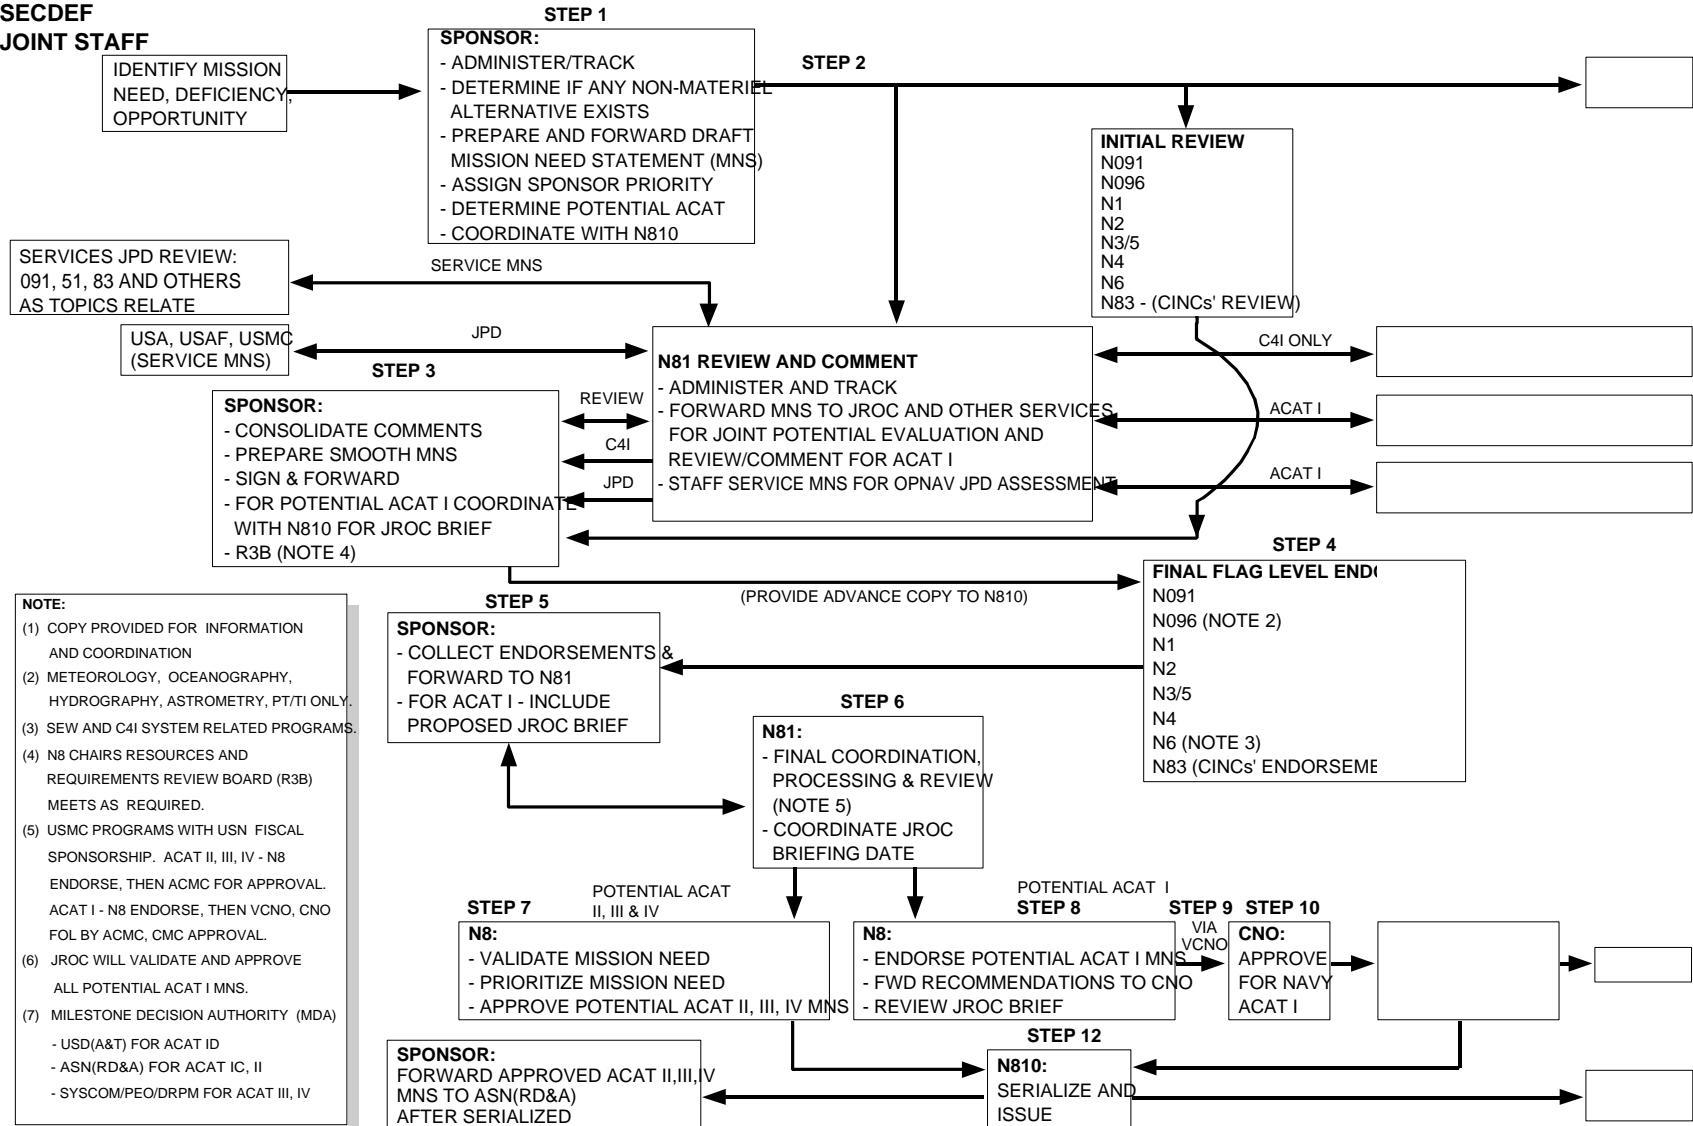 SECDEF
JOINT STAFF
STEP 1
IDENTIFY MISSION
NEED, DEFICIENCY,
OPPORTUNITY
SPONSOR:
- ADMINISTER/TRACK
- DETERMINE IF ANY NON-MATERIEL
ALTERNATIVE EXISTS
- PREPARE AND FORWARD DRAFT
MISSION NEED STATEMENT (MNS)
- ASSIGN SPONSOR PRIORITY
- DETERMINE POTENTIAL ACAT
- COORDINATE WITH N810
STEP 2
INITIAL REVIEW
N091
N096
N1
N2
N3/5
N4
N6
N83 - (CINCs' REVIEW)
SERVICES JPD REVIEW:
091, 51, 83 AND OTHERS
AS TOPICS RELATE
SERVICE MNS
USA, USAF, USMC
(SERVICE MNS)
JPD
N81 REVIEW AND COMMENT
- ADMINISTER AND TRACK
- FORWARD MNS TO JROC AND OTHER SERVICES
FOR JOINT POTENTIAL EVALUATION AND
REVIEW/COMMENT FOR ACAT I
- STAFF SERVICE MNS FOR OPNAV JPD ASSESSMENT
C4I ONLY
ACAT I
ACAT I
STEP 3
SPONSOR:
- CONSOLIDATE COMMENTS
- PREPARE SMOOTH MNS
- SIGN & FORWARD
- FOR POTENTIAL ACAT I COORDINATE
WITH N810 FOR JROC BRIEF
- R3B (NOTE 4)
REVIEW
C4I
JPD
STEP 4
FINAL FLAG LEVEL END
N091
N096 (NOTE 2)
N1
N2
N3/5
N4
N6 (NOTE 3)
N83 (CINCs' ENDORSEME
(PROVIDE ADVANCE COPY TO N810)
NOTE:
(1) COPY PROVIDED FOR INFORMATION
AND COORDINATION
(2) METEOROLOGY, OCEANOGRAPHY,
HYDROGRAPHY, ASTROMETRY, PT/TI ONLY.
(3) SEW AND C4I SYSTEM RELATED PROGRAMS.
(4) N8 CHAIRS RESOURCES AND
REQUIREMENTS REVIEW BOARD (R3B)
MEETS AS REQUIRED.
(5) USMC PROGRAMS WITH USN FISCAL
SPONSORSHIP. ACAT II, III, IV - N8
ENDORSE, THEN ACMC FOR APPROVAL.
ACAT I - N8 ENDORSE, THEN VCNO, CNO
FOL BY ACMC, CMC APPROVAL.
(6) JROC WILL VALIDATE AND APPROVE
ALL POTENTIAL ACAT I MNS.
(7) MILESTONE DECISION AUTHORITY (MDA)
- USD(A&T) FOR ACAT ID
- ASN(RD&A) FOR ACAT IC, II
- SYSCOM/PEO/DRPM FOR ACAT III, IV
STEP 5
SPONSOR:
- COLLECT ENDORSEMENTS &
FORWARD TO N81
- FOR ACAT I - INCLUDE
PROPOSED JROC BRIEF
STEP 6
N81:
- FINAL COORDINATION,
PROCESSING & REVIEW
(NOTE 5)
- COORDINATE JROC
BRIEFING DATE
POTENTIAL ACAT
II, III & IV
POTENTIAL ACAT I
STEP 7
N8:
- VALIDATE MISSION NEED
- PRIORITIZE MISSION NEED
- APPROVE POTENTIAL ACAT II, III, IV MNS
STEP 8
N8:
- ENDORSE POTENTIAL ACAT I MNS
- FWD RECOMMENDATIONS TO CNO
- REVIEW JROC BRIEF
STEP 9
VIA
VCNO
STEP 10
CNO:
APPROVE
FOR NAVY
ACAT I
STEP 12
N810:
SERIALIZE AND
ISSUE
SPONSOR:
FORWARD APPROVED ACAT II,III,IV
MNS TO ASN(RD&A)
AFTER SERIALIZED